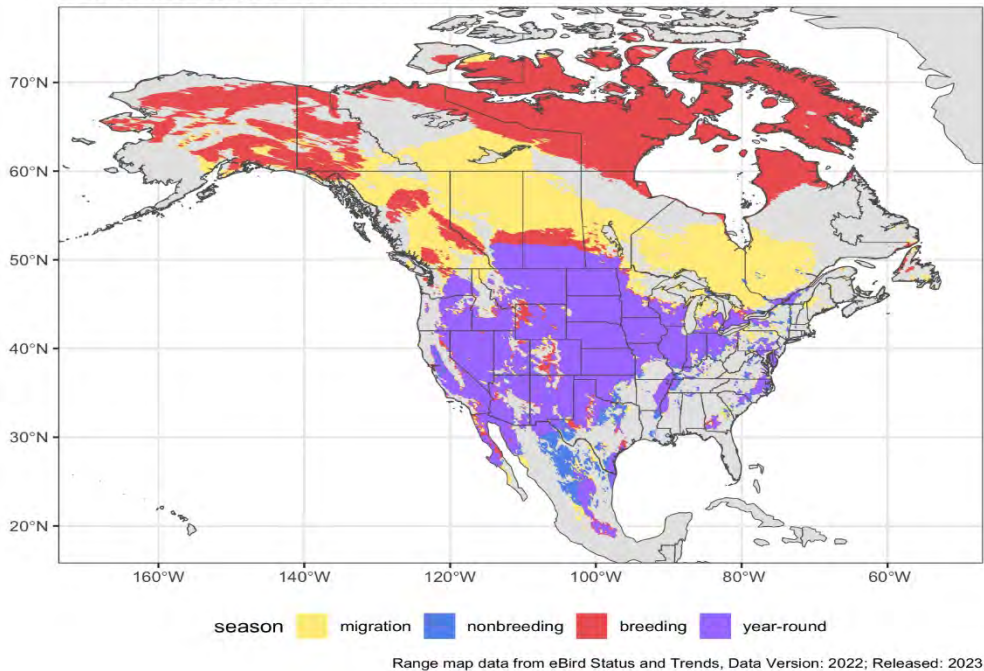 70°N
60°N
50°N
40°N
30°N
20°N
160°W 140°W 120°W 100°W 80°W 60°W
season migration nonbreeding breeding year-round
Range map data from eBird Status and Trends, Data Version: 2022; Released: 2023